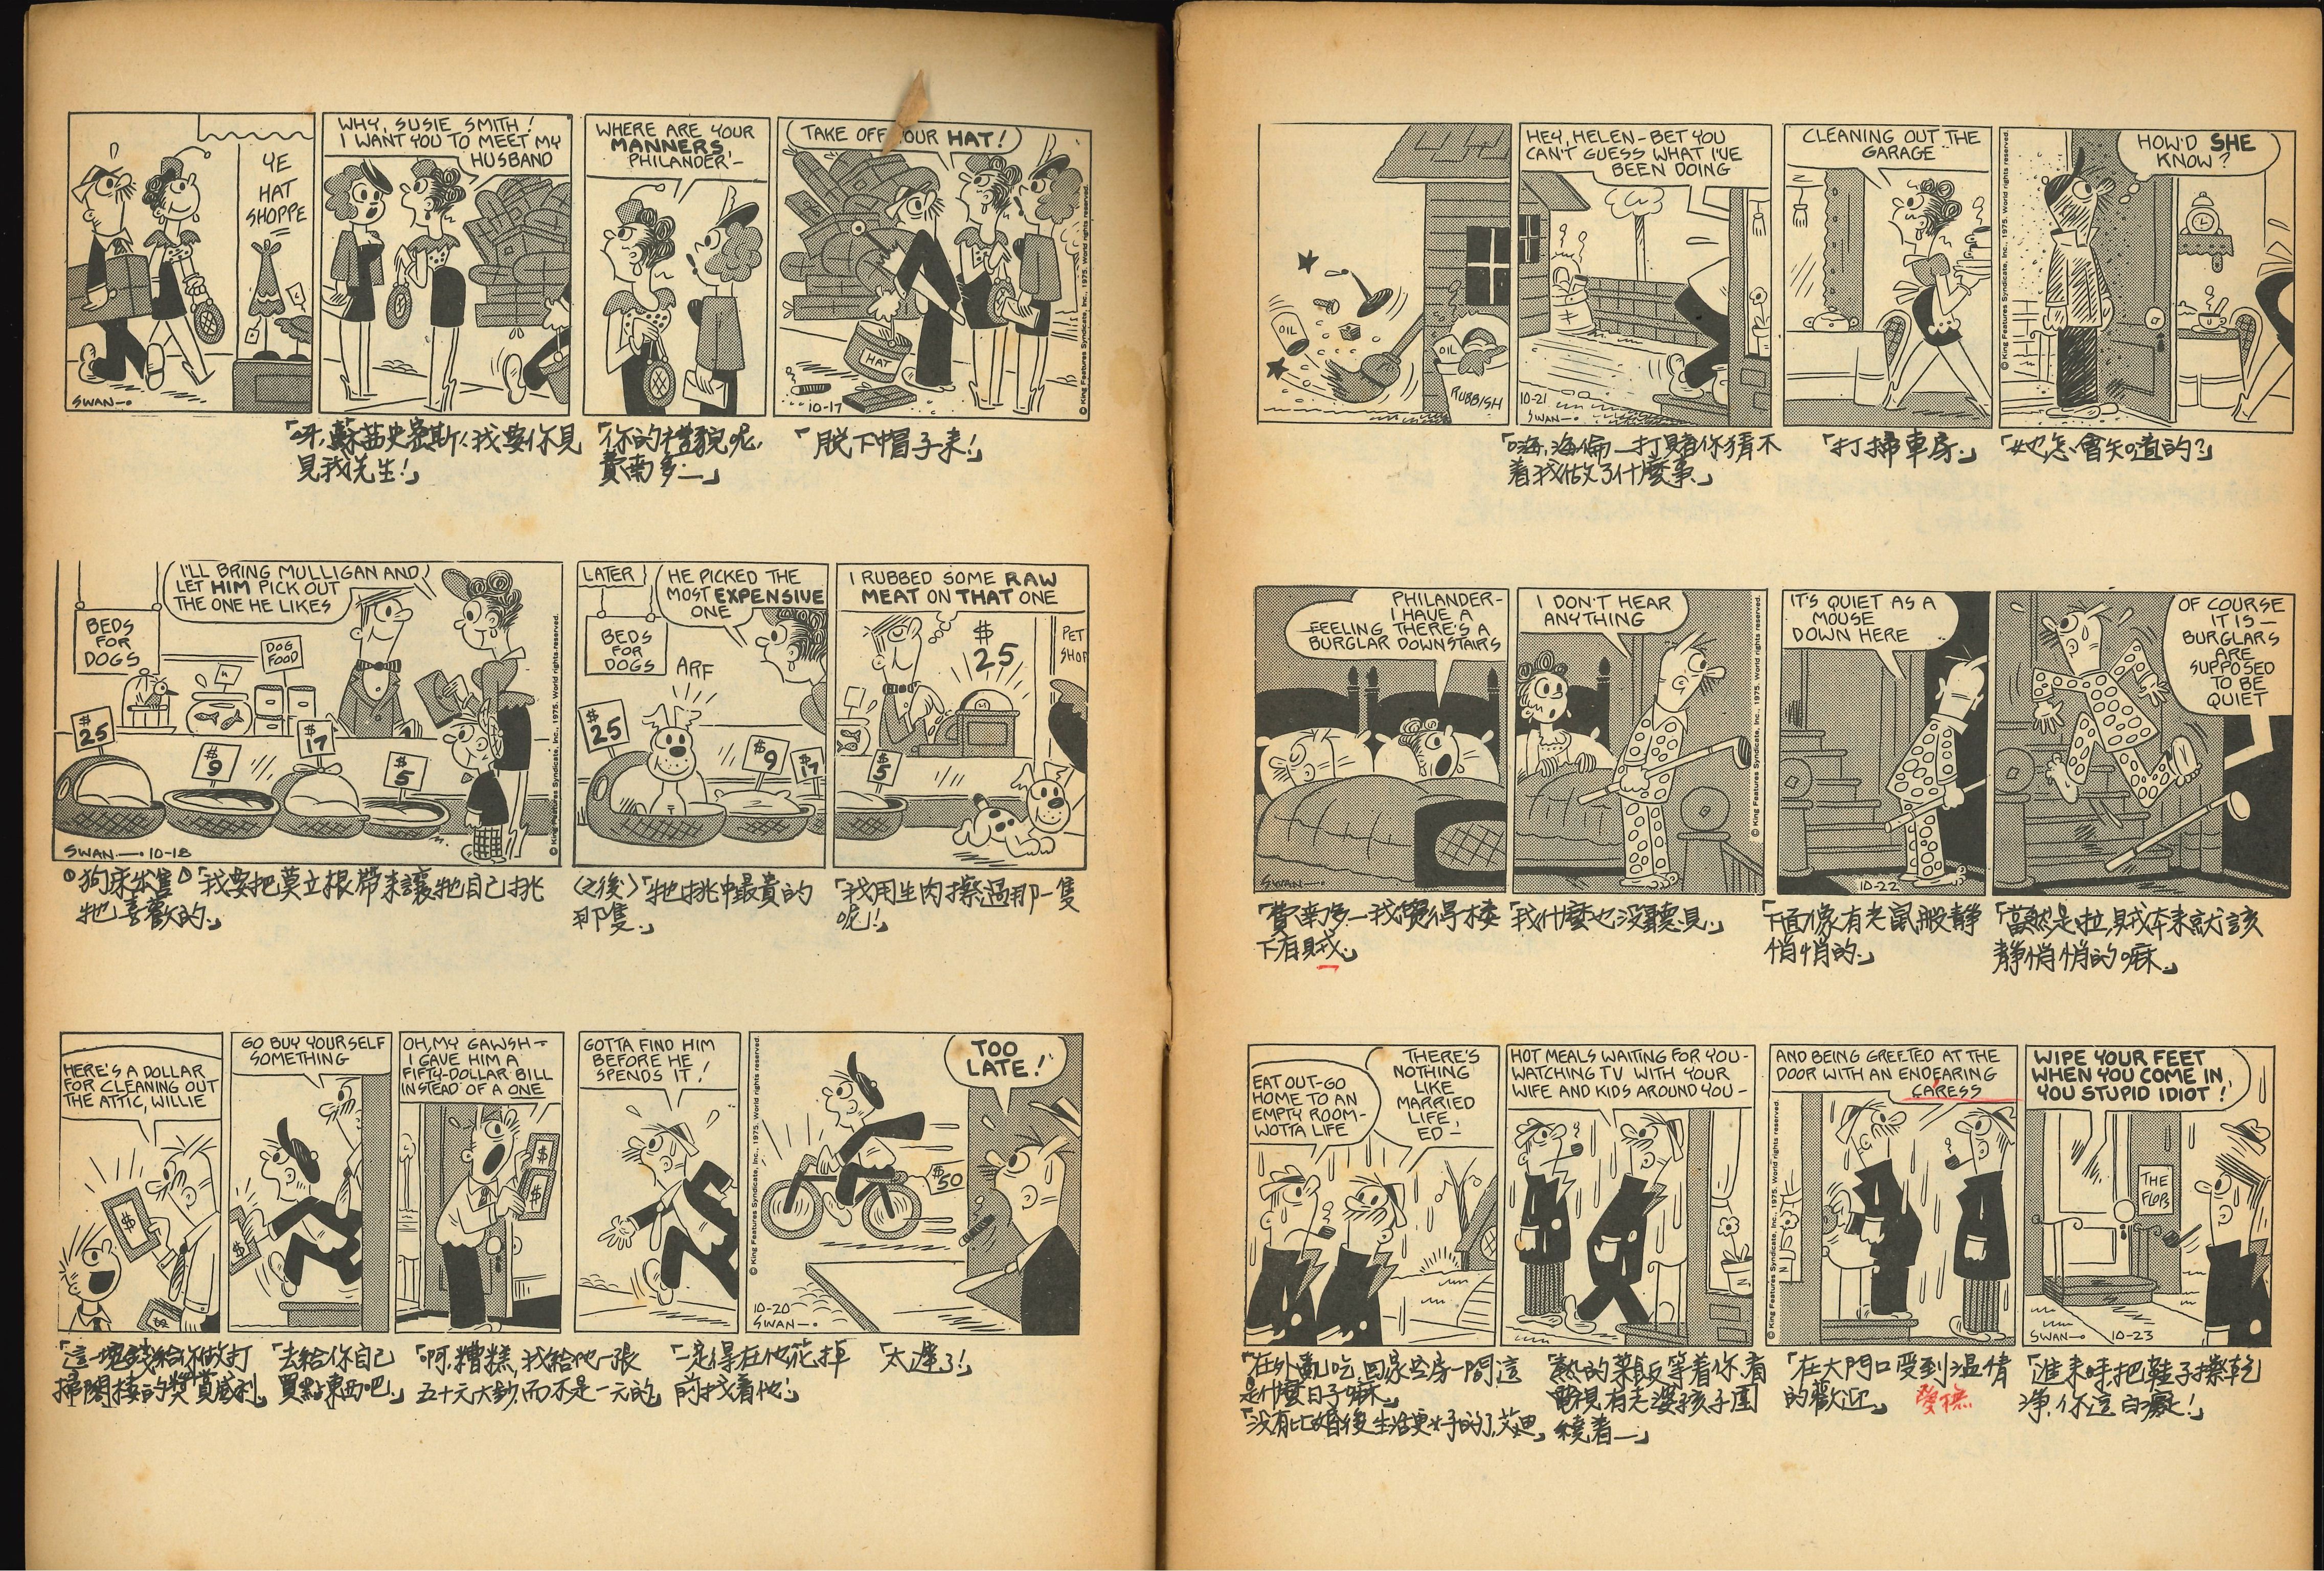 YE
HAT
SHOPPE
SWAN
WHY, SUSIE SMITH!
I WANT YOU TO MEET MY
HUSBAND
WHERE ARE YOUR
MANNERS
PHILANDER!-
TAKE OFF YOUR HAT!
HAT
10-17
© King Features Syndicate, Inc., 1975. World rights reserved.
「呀,蘇茜史密斯!我要你見
見我先生!」
「你的禮貌呢,
費南多—」
「脱下帽子来!」
I'LL BRING MULLIGAN AND
LET HIM PICK OUT
THE ONE HE LIKES
BEDS
FOR
DOGS
DOG
FOOD
$
25
$
9
$
17
$
5
SWAN 10-18
© King Features Syndicate, Inc., 1975. World rights reserved.
LATER
HE PICKED THE
MOST EXPENSIVE
ONE
BEDS
FOR
DOGS
ARF
$
25
$
9
$
17
I RUBBED SOME RAW
MEAT ON THAT ONE
$
25
PET
SHOP
$
5
狗床出售 「我要把莫立根帶来讓牠自己挑
牠喜歡的」
〈之後〉「牠挑中最貴的
那隻」
「我用生肉擦過那一隻
呢!」
HERE'S A DOLLAR
FOR CLEANING OUT
THE ATTIC, WILLIE
$
GO BUY YOURSELF
SOMETHING
$
OH, MY GAWSH-
I GAVE HIM A
FIFTY-DOLLAR BILL
INSTEAD OF A ONE
$
$
GOTTA FIND HIM
BEFORE HE
SPENDS IT!
TOO
LATE!
$50
10-20
SWAN
© King Features Syndicate, Inc., 1975. World rights reserved.
「這一塊錢給你做打
掃閣樓的獎賞威利」
「去給你自己
買點東西吧」
「啊,糟糕,我給他一張
五十元大鈔,而不是一元的」
「一定得在他花掉
前找着他!」
「太遲了!」
OIL
OIL
RUBBISH
HEY, HELEN-BET YOU
CAN'T GUESS WHAT I'VE
BEEN DOING
10-21
SWAN
CLEANING OUT THE
GARAGE
HOW'D SHE
KNOW?
© King Features Syndicate, Inc., 1975. World rights reserved.
「嗨,海倫—打賭你猜不
着我做了什麼事」
「打掃車房」
「她怎會知道的?」
PHILANDER-
I HAVE A
FEELING THERE'S A
BURGLAR DOWNSTAIRS
SWAN
I DON'T HEAR
ANYTHING
© King Features Syndicate, Inc., 1975. World rights reserved.
IT'S QUIET AS A
MOUSE
DOWN HERE
10-22
OF COURSE
IT IS-
BURGLARS
ARE
SUPPOSED
TO BE
QUIET
「費南多—我覺得樓
下有賊」
「我什麼也没聽見」
「下面像有老鼠般靜
悄悄的」
「當然是啦,賊本来就該
靜悄悄的嘛」
EAT OUT-GO
HOME TO AN
EMPTY ROOM-
WOTTA LIFE
THERE'S
NOTHING
LIKE
MARRIED
LIFE,
ED-
HOT MEALS WAITING FOR YOU-
WATCHING TV WITH YOUR
WIFE AND KIDS AROUND YOU-
AND BEING GREETED AT THE
DOOR WITH AN ENDEARING
CARESS
© King Features Syndicate, Inc., 1975. World rights reserved.
WIPE YOUR FEET
WHEN YOU COME IN,
YOU STUPID IDIOT!
THE
FLOPS
SWAN 10-23
「在外亂吃,回家空房一間,這
是什麼日子嘛」
「没有比婚後生活更好的了,艾迪」
「熱的菜飯等着你,看
電視有老婆孩子圍
繞着—」
「在大門口受到温情
的歡迎」
愛撫
「進来時把鞋子擦乾
淨,你這白癡!」